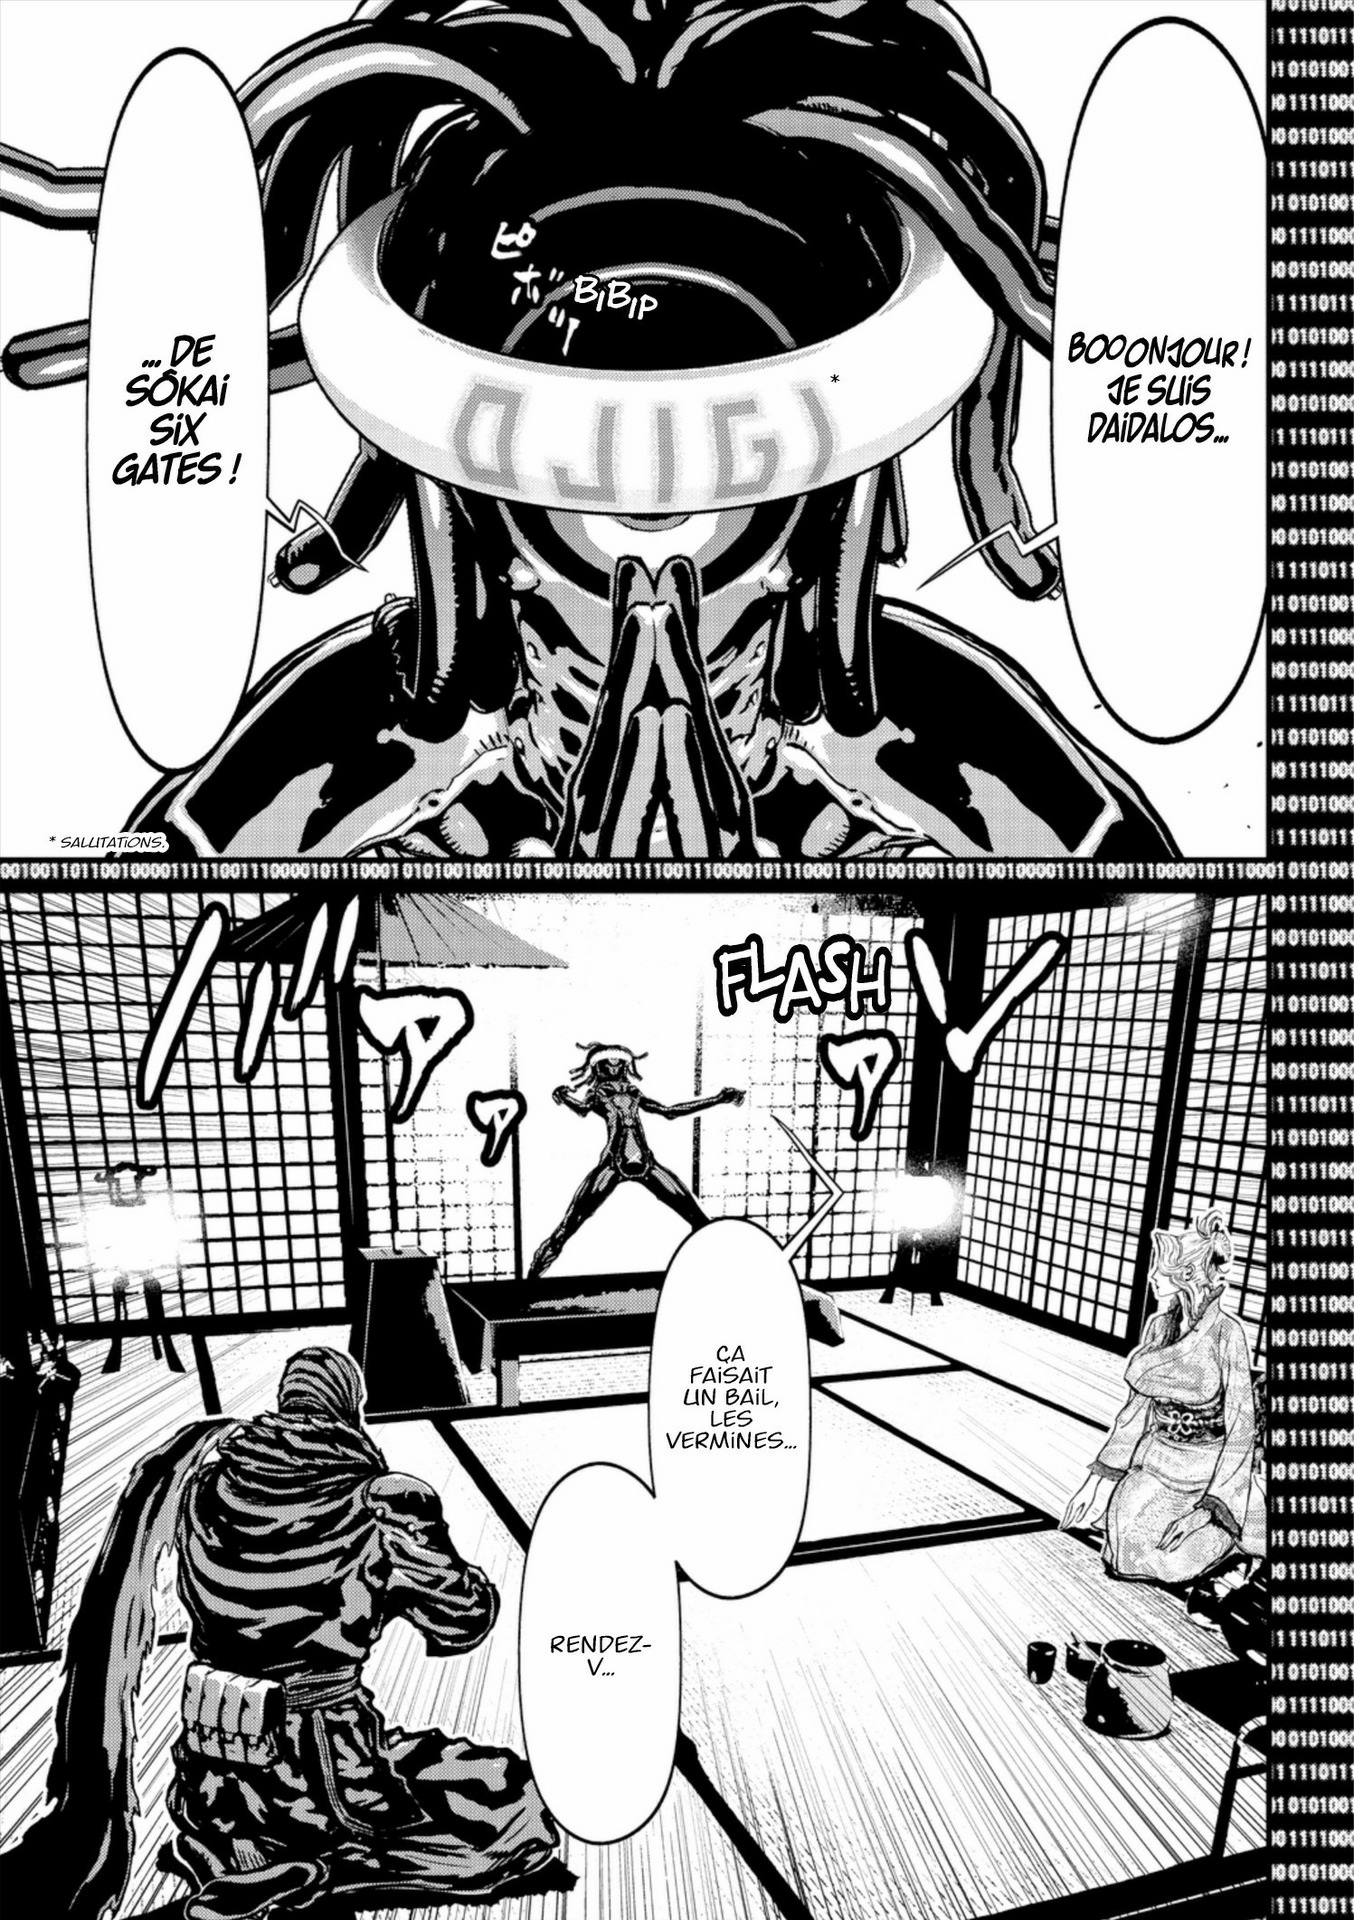 BOOONJOUR !
JE SUIS
DAIDALOS...
ピ
ポ
ッ
BIBIP
OJIGI*
... DE
SÔKAI
SIX
GATES !
* SALUTATIONS.
FLASH
ÇA
FAISAIT
UN BAIL,
LES
VERMINES...
RENDEZ-
V...